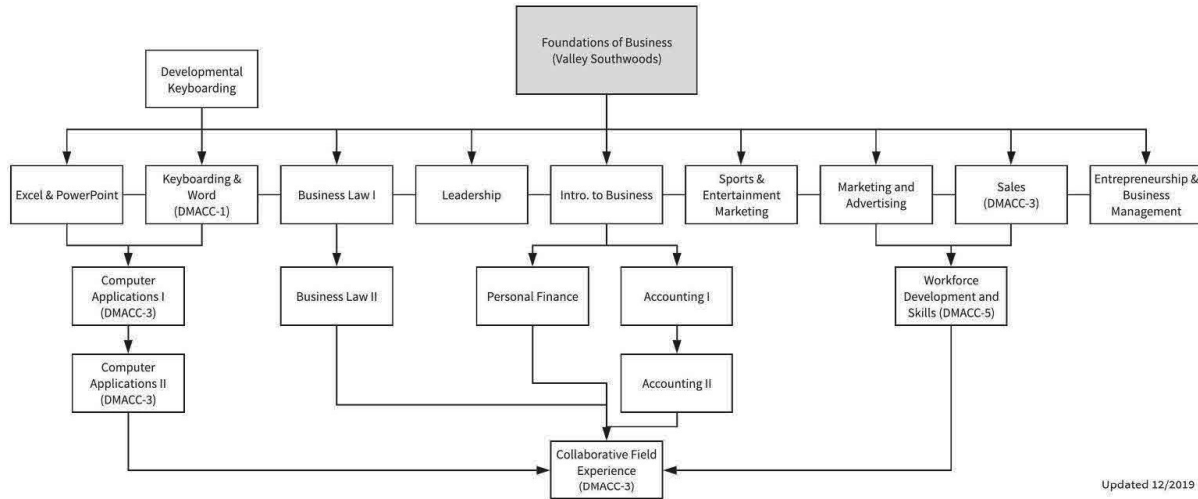 Foundations of Business
(Valley Southwoods)
Developmental
Keyboarding
Excel & PowerPoint
Keyboarding &
Word
(DMACC-1)
Business Law I
Leadership
Intro. to Business
Sports &
Entertainment
Marketing
Marketing and
Advertising
Sales
(DMACC-3)
Entrepreneurship &
Business
Management
Computer
Applications I
(DMACC-3)
Business Law II
Personal Finance
Accounting I
Workforce
Development and
Skills (DMACC-5)
Computer
Applications II
(DMACC-3)
Accounting II
Collaborative Field
Experience
(DMACC-3)
Updated 12/2019